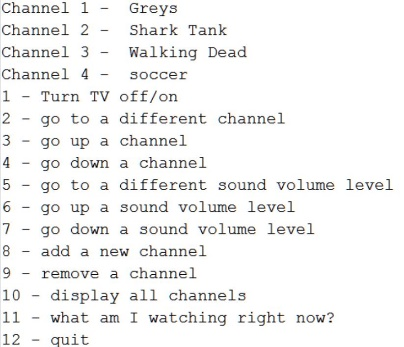 Channel 1 -  Greys
Channel 2 -  Shark Tank
Channel 3 -  Walking Dead
Channel 4 -  soccer
1 - Turn TV off/on
2 - go to a different channel
3 - go up a channel
4 - go down a channel
5 - go to a different sound volume level
6 - go up a sound volume level
7 - go down a sound volume level
8 - add a new channel
9 - remove a channel
10 - display all channels
11 - what am I watching right now?
12 - quit